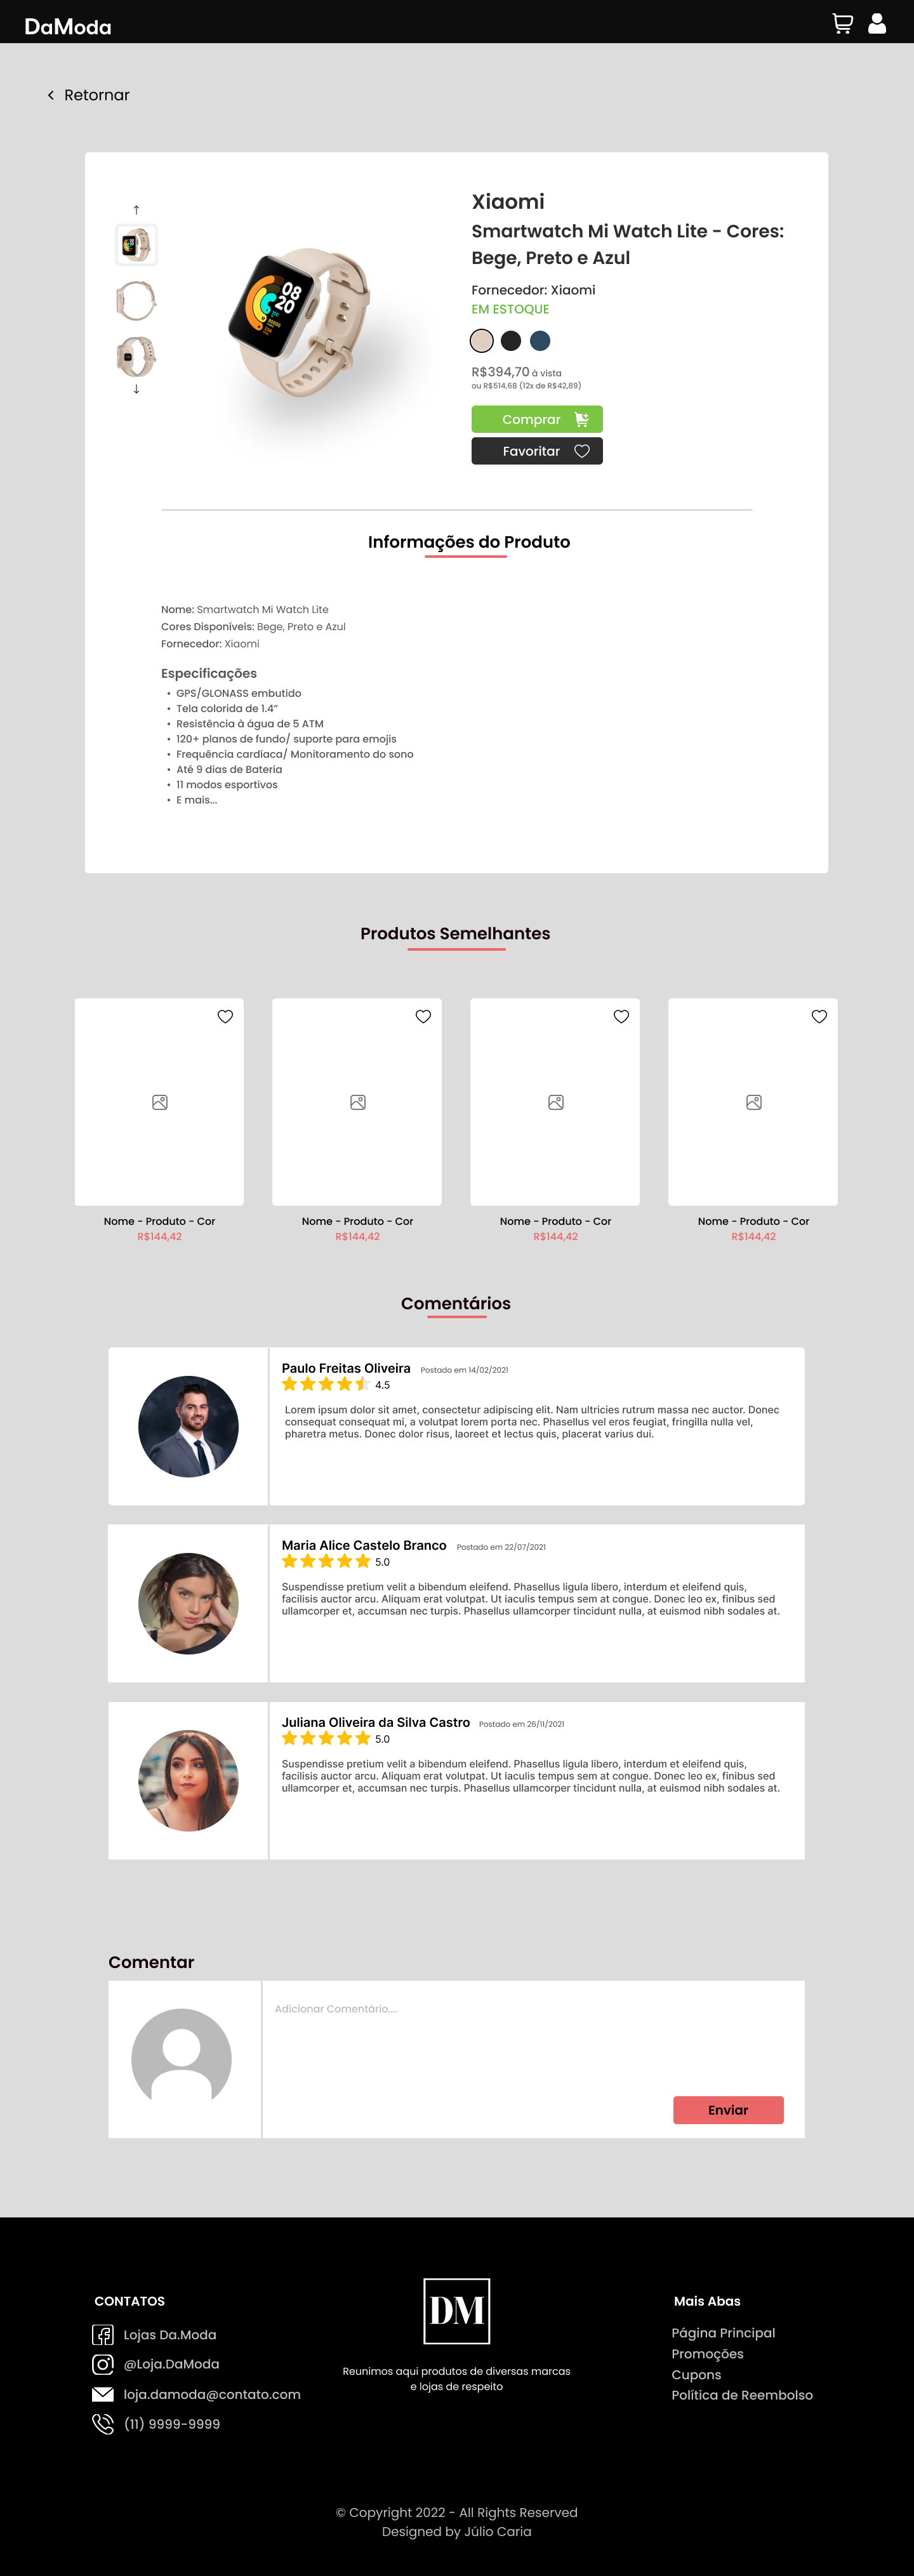 DaModa
Retornar
Xiaomi
Smartwatch Mi Watch Lite - Cores:
Bege, Preto e Azul
Fornecedor: Xiaomi
EM ESTOQUE
R$394,70 à vista
ou R$514,68 (12x de R$42,89)
Comprar
Favoritar
08
20
Informações do Produto
Nome: Smartwatch Mi Watch Lite
Cores Disponíveis: Bege, Preto e Azul
Fornecedor: Xiaomi
Especificações
• GPS/GLONASS embutido
• Tela colorida de 1.4”
• Resistência à água de 5 ATM
• 120+ planos de fundo/ suporte para emojis
• Frequência cardíaca/ Monitoramento do sono
• Até 9 dias de Bateria
• 11 modos esportivos
• E mais...
Produtos Semelhantes
Nome - Produto - Cor
R$144,42
Nome - Produto - Cor
R$144,42
Nome - Produto - Cor
R$144,42
Nome - Produto - Cor
R$144,42
Comentários
Paulo Freitas Oliveira Postado em 14/02/2021
4.5
Lorem ipsum dolor sit amet, consectetur adipiscing elit. Nam ultricies rutrum massa nec auctor. Donec
consequat consequat mi, a volutpat lorem porta nec. Phasellus vel eros feugiat, fringilla nulla vel,
pharetra metus. Donec dolor risus, laoreet et lectus quis, placerat varius dui.
Maria Alice Castelo Branco Postado em 22/07/2021
5.0
Suspendisse pretium velit a bibendum eleifend. Phasellus ligula libero, interdum et eleifend quis,
facilisis auctor arcu. Aliquam erat volutpat. Ut iaculis tempus sem at congue. Donec leo ex, finibus sed
ullamcorper et, accumsan nec turpis. Phasellus ullamcorper tincidunt nulla, at euismod nibh sodales at.
Juliana Oliveira da Silva Castro Postado em 26/11/2021
5.0
Suspendisse pretium velit a bibendum eleifend. Phasellus ligula libero, interdum et eleifend quis,
facilisis auctor arcu. Aliquam erat volutpat. Ut iaculis tempus sem at congue. Donec leo ex, finibus sed
ullamcorper et, accumsan nec turpis. Phasellus ullamcorper tincidunt nulla, at euismod nibh sodales at.
Comentar
Adicionar Comentário....
Enviar
CONTATOS
Lojas Da.Moda
@Loja.DaModa
loja.damoda@contato.com
(11) 9999-9999
DM
Reunimos aqui produtos de diversas marcas
e lojas de respeito
Mais Abas
Página Principal
Promoções
Cupons
Política de Reembolso
© Copyright 2022 - All Rights Reserved
Designed by Júlio Caria